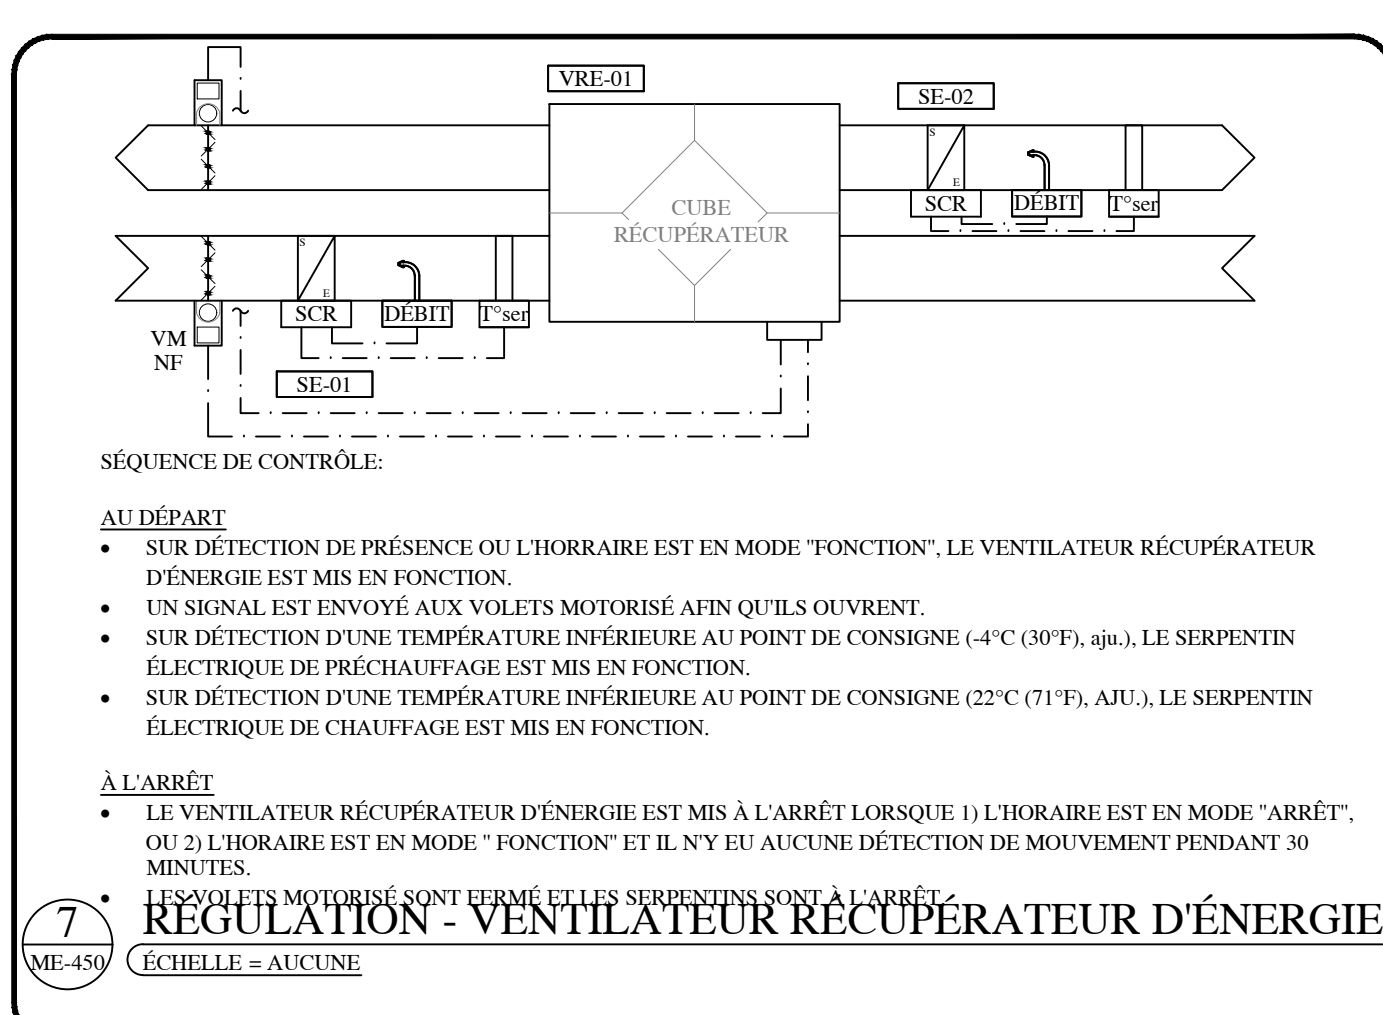 VRE-01
SE-02
S
E
SCR
DÉBIT
T°ser
CUBE
RÉCUPÉRATEUR
S
E
SCR
DÉBIT
T°ser
VM
NF
SE-01
SÉQUENCE DE CONTRÔLE:
AU DÉPART
• SUR DÉTECTION DE PRÉSENCE OU L'HORRAIRE EST EN MODE "FONCTION", LE VENTILATEUR RÉCUPÉRATEUR
D'ÉNERGIE EST MIS EN FONCTION.
• UN SIGNAL EST ENVOYÉ AUX VOLETS MOTORISÉ AFIN QU'ILS OUVRENT.
• SUR DÉTECTION D'UNE TEMPÉRATURE INFÉRIEURE AU POINT DE CONSIGNE (-4°C (30°F), aju.), LE SERPENTIN
ÉLECTRIQUE DE PRÉCHAUFFAGE EST MIS EN FONCTION.
• SUR DÉTECTION D'UNE TEMPÉRATURE INFÉRIEURE AU POINT DE CONSIGNE (22°C (71°F), AJU.), LE SERPENTIN
ÉLECTRIQUE DE CHAUFFAGE EST MIS EN FONCTION.
À L'ARRÊT
• LE VENTILATEUR RÉCUPÉRATEUR D'ÉNERGIE EST MIS À L'ARRÊT LORSQUE 1) L'HORAIRE EST EN MODE "ARRÊT",
OU 2) L'HORAIRE EST EN MODE " FONCTION" ET IL N'Y EU AUCUNE DÉTECTION DE MOUVEMENT PENDANT 30
MINUTES.
• LES VOLETS MOTORISÉ SONT FERMÉ ET LES SERPENTINS SONT À L'ARRÊT.
7
ME-450
RÉGULATION - VENTILATEUR RÉCUPÉRATEUR D'ÉNERGIE
ÉCHELLE = AUCUNE